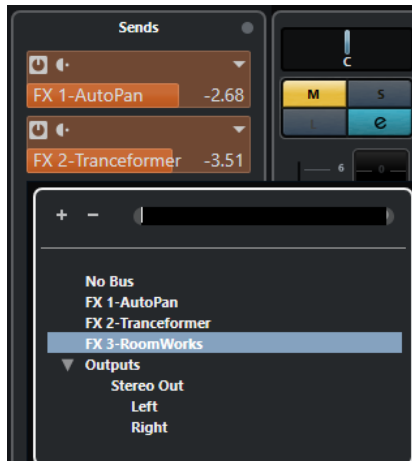 Sends
FX 1-AutoPan -2.68
FX 2-Tranceformer -3.51
C
M S
L e
6 0
+ −
No Bus
FX 1-AutoPan
FX 2-Tranceformer
FX 3-RoomWorks
Outputs
Stereo Out
Left
Right